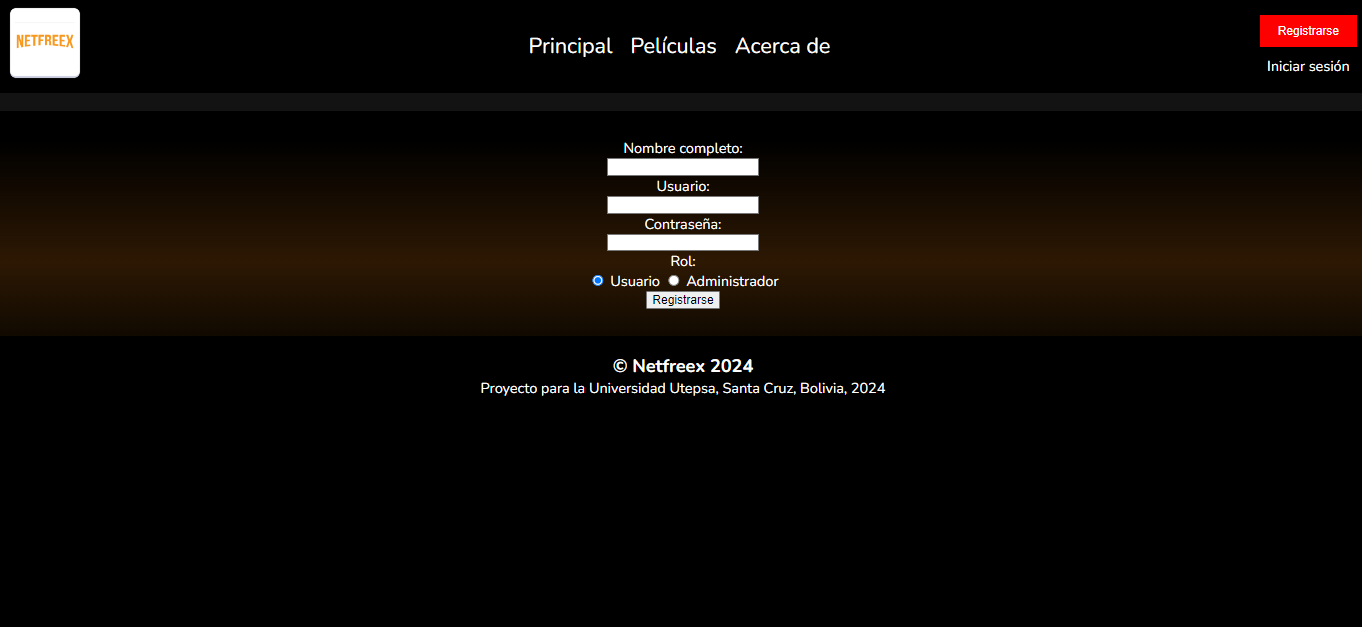 NETFREEX
Principal Películas Acerca de
Registrarse
Iniciar sesión
Nombre completo:
Usuario:
Contraseña:
Rol:
Usuario Administrador
Registrarse
© Netfreex 2024
Proyecto para la Universidad Utepsa, Santa Cruz, Bolivia, 2024